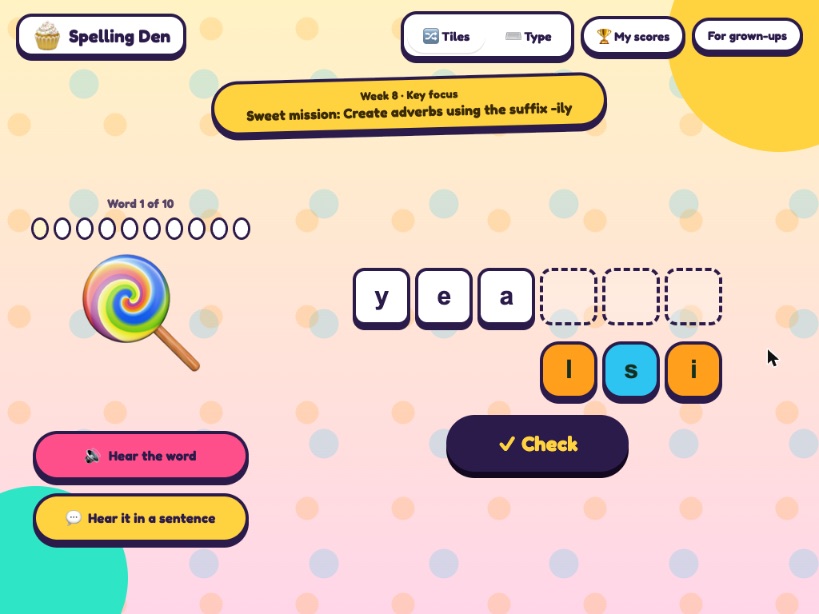 Spelling Den
Tiles
Type
My scores
For grown-ups
Week 8 · Key focus
Sweet mission: Create adverbs using the suffix -ily
Word 1 of 10
y e a
l s i
✓ Check
Hear the word
Hear it in a sentence